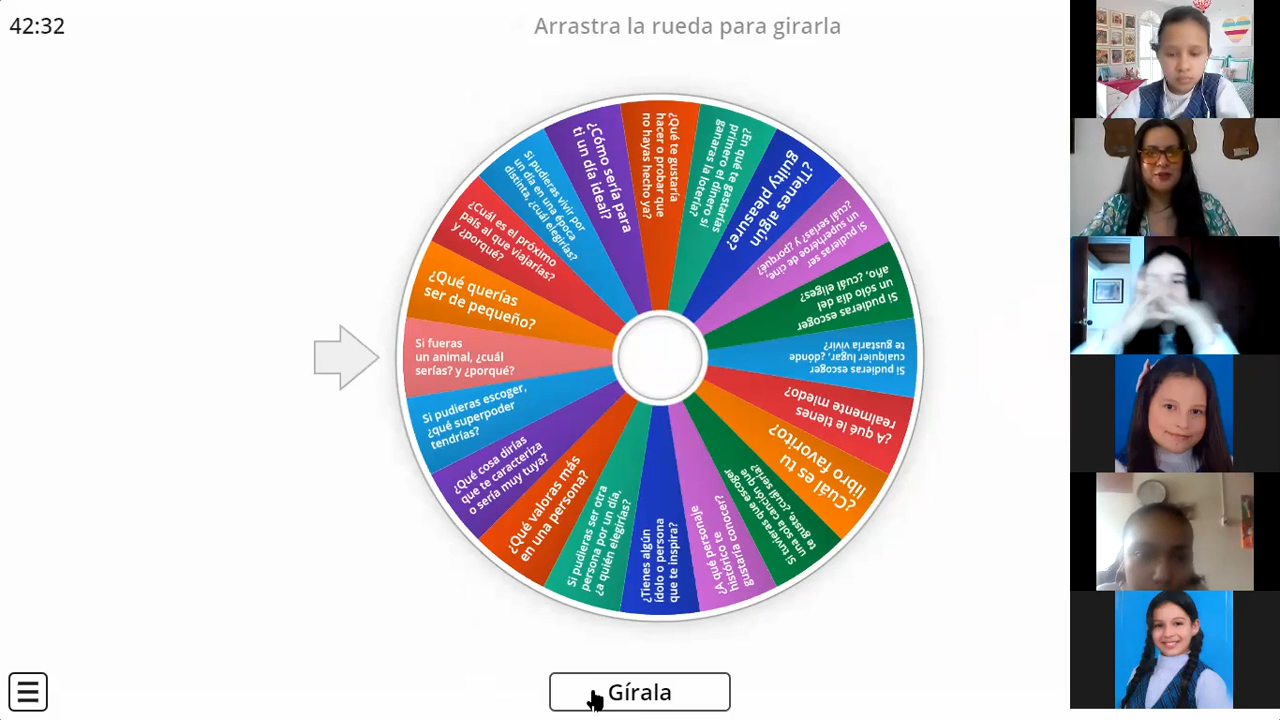 42:32
Arrastra la rueda para girarla
¿Qué te gustaría
hacer o probar que
no hayas hecho ya?
¿En qué te gastarías
primero el dinero si
ganaras la lotería?
¿Tienes algún
guilty pleasure?
Si pudieras ser
un superhéroe de cine,
¿cuál serías? y ¿porqué?
Si pudieras escoger
un sólo día del
año, ¿cuál eliges?
Si pudieras escoger
cualquier lugar, ¿dónde
te gustaría vivir?
¿A qué le tienes
realmente miedo?
¿Cuál es tu
libro favorito?
Si tuvieras que escoger
una sola canción que
te guste, ¿cuál sería?
¿A qué personaje
histórico te
gustaría conocer?
¿Tienes algún
ídolo o persona
que te inspira?
Si pudieras ser otra
persona por un día,
¿a quién elegirías?
¿Qué valoras más
en una persona?
¿Qué cosa dirías
que te caracteriza
o sería muy tuya?
Si pudieras escoger,
¿qué superpoder
tendrías?
Si fueras
un animal, ¿cuál
serías? y ¿porqué?
¿Qué querías
ser de pequeño?
¿Cuál es el próximo
país al que viajarías?
y ¿porqué?
Si pudieras vivir por
un día en una época
distinta, ¿cuál elegirías?
¿Cómo sería para
ti un día ideal?
Gírala